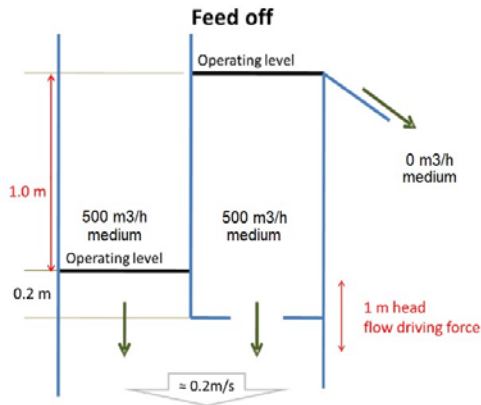 Feed off
Operating level
0 m3/h
medium
1.0 m
500 m3/h
medium
500 m3/h
medium
Operating level
0.2 m
1 m head
flow driving force
≈ 0.2m/s